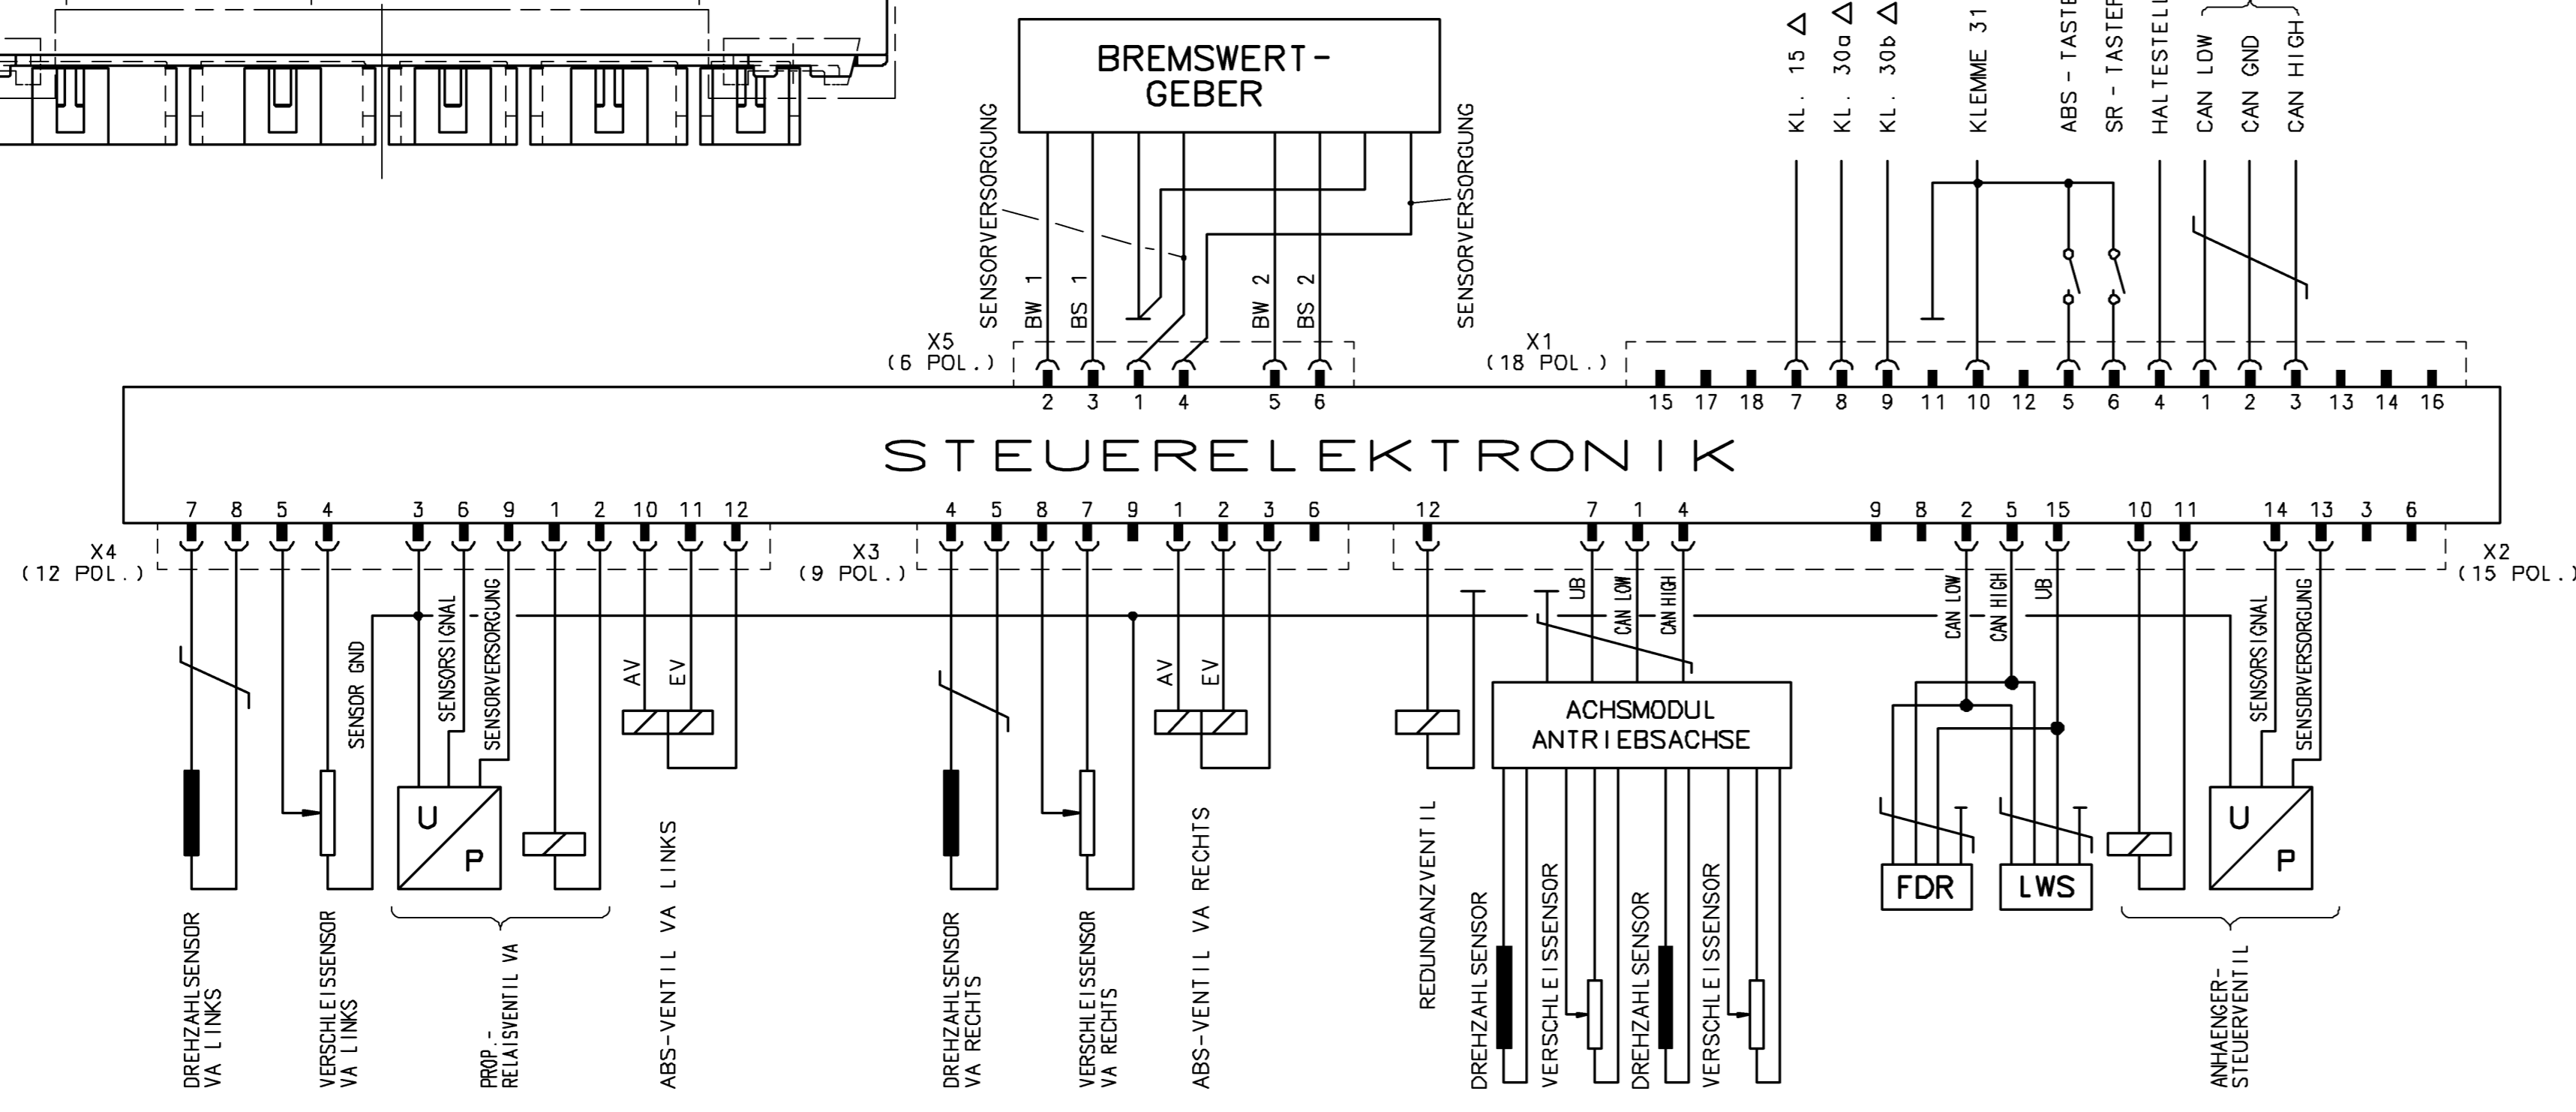 BREMSWERT-
GEBER
SENSORVERSORGUNG
BW 1
BS 1
BW 2
BS 2
SENSORVERSORGUNG
KL. 15
KL. 30a
KL. 30b
KLEMME 31
CAN LOW
CAN GND
CAN HIGH
X5
(6 POL.)
X1
(18 POL.)
2 3 1 4 5 6
15 17 18 7 8 9 11 10 12 5 6 4 1 2 3 13 14 16
STEUERELEKTRONIK
7 8 5 4 3 6 9 1 2 10 11 12
4 5 8 7 9 1 2 3 6
12 7 1 4 9 8 2 5 15 10 11 14 13 3 6
X4
(12 POL.)
X3
(9 POL.)
X2
(15 POL.)
SENSOR GND
SENSORSIGNAL
SENSORVERSORGUNG
AV
EV
AV
EV
UB
CAN LOW
CAN HIGH
CAN LOW
CAN HIGH
UB
SENSORSIGNAL
SENSORVERSORGUNG
ACHSMODUL
ANTRIEBSACHSE
U
P
FDR
LWS
U
P
DREHZAHLSENSOR
VA LINKS
VERSCHLEISSENSOR
VA LINKS
PROP.-
RELAISVENTIL VA
ABS-VENTIL VA LINKS
DREHZAHLSENSOR
VA RECHTS
VERSCHLEISSENSOR
VA RECHTS
ABS-VENTIL VA RECHTS
REDUNDANZVENTIL
DREHZAHLSENSOR
VERSCHLEISSENSOR
DREHZAHLSENSOR
VERSCHLEISSENSOR
ANHAENGER-
STEUERVENTIL